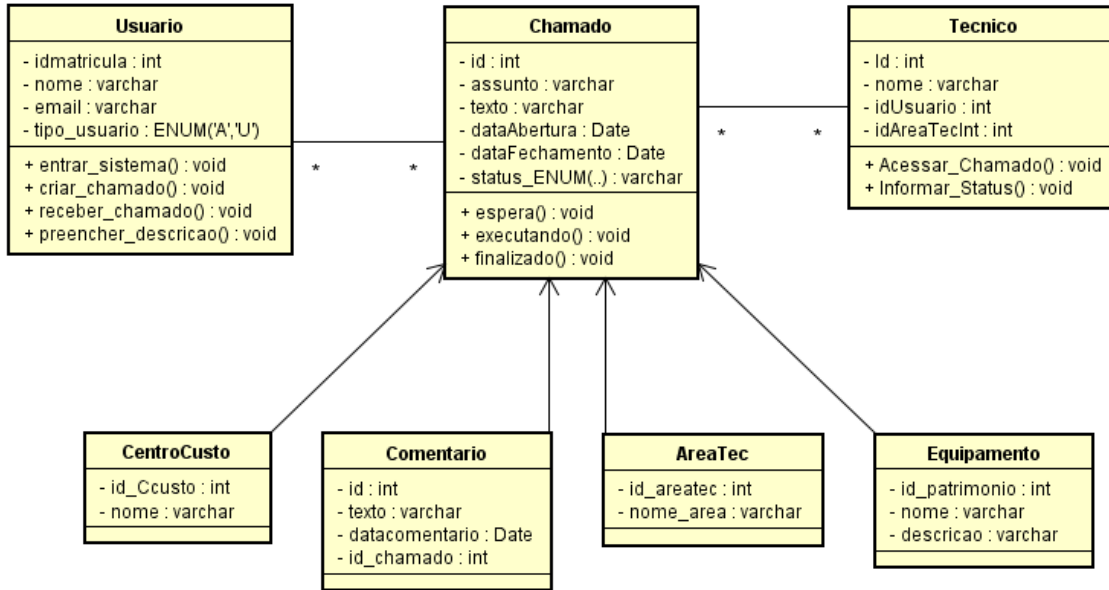 Usuario
- idmatricula : int
- nome : varchar
- email : varchar
- tipo_usuario : ENUM('A','U')
+ entrar_sistema() : void
+ criar_chamado() : void
+ receber_chamado() : void
+ preencher_descricao() : void
* *
Chamado
- id : int
- assunto : varchar
- texto : varchar
- dataAbertura : Date
- dataFechamento : Date
- status_ENUM(..) : varchar
+ espera() : void
+ executando() : void
+ finalizado() : void
* *
Tecnico
- Id : int
- nome : varchar
- idUsuario : int
- idAreaTecInt : int
+ Acessar_Chamado() : void
+ Informar_Status() : void
CentroCusto
- id_Ccusto : int
- nome : varchar
Comentario
- id : int
- texto : varchar
- datacomentario : Date
- id_chamado : int
AreaTec
- id_areatec : int
- nome_area : varchar
Equipamento
- id_patrimonio : int
- nome : varchar
- descricao : varchar